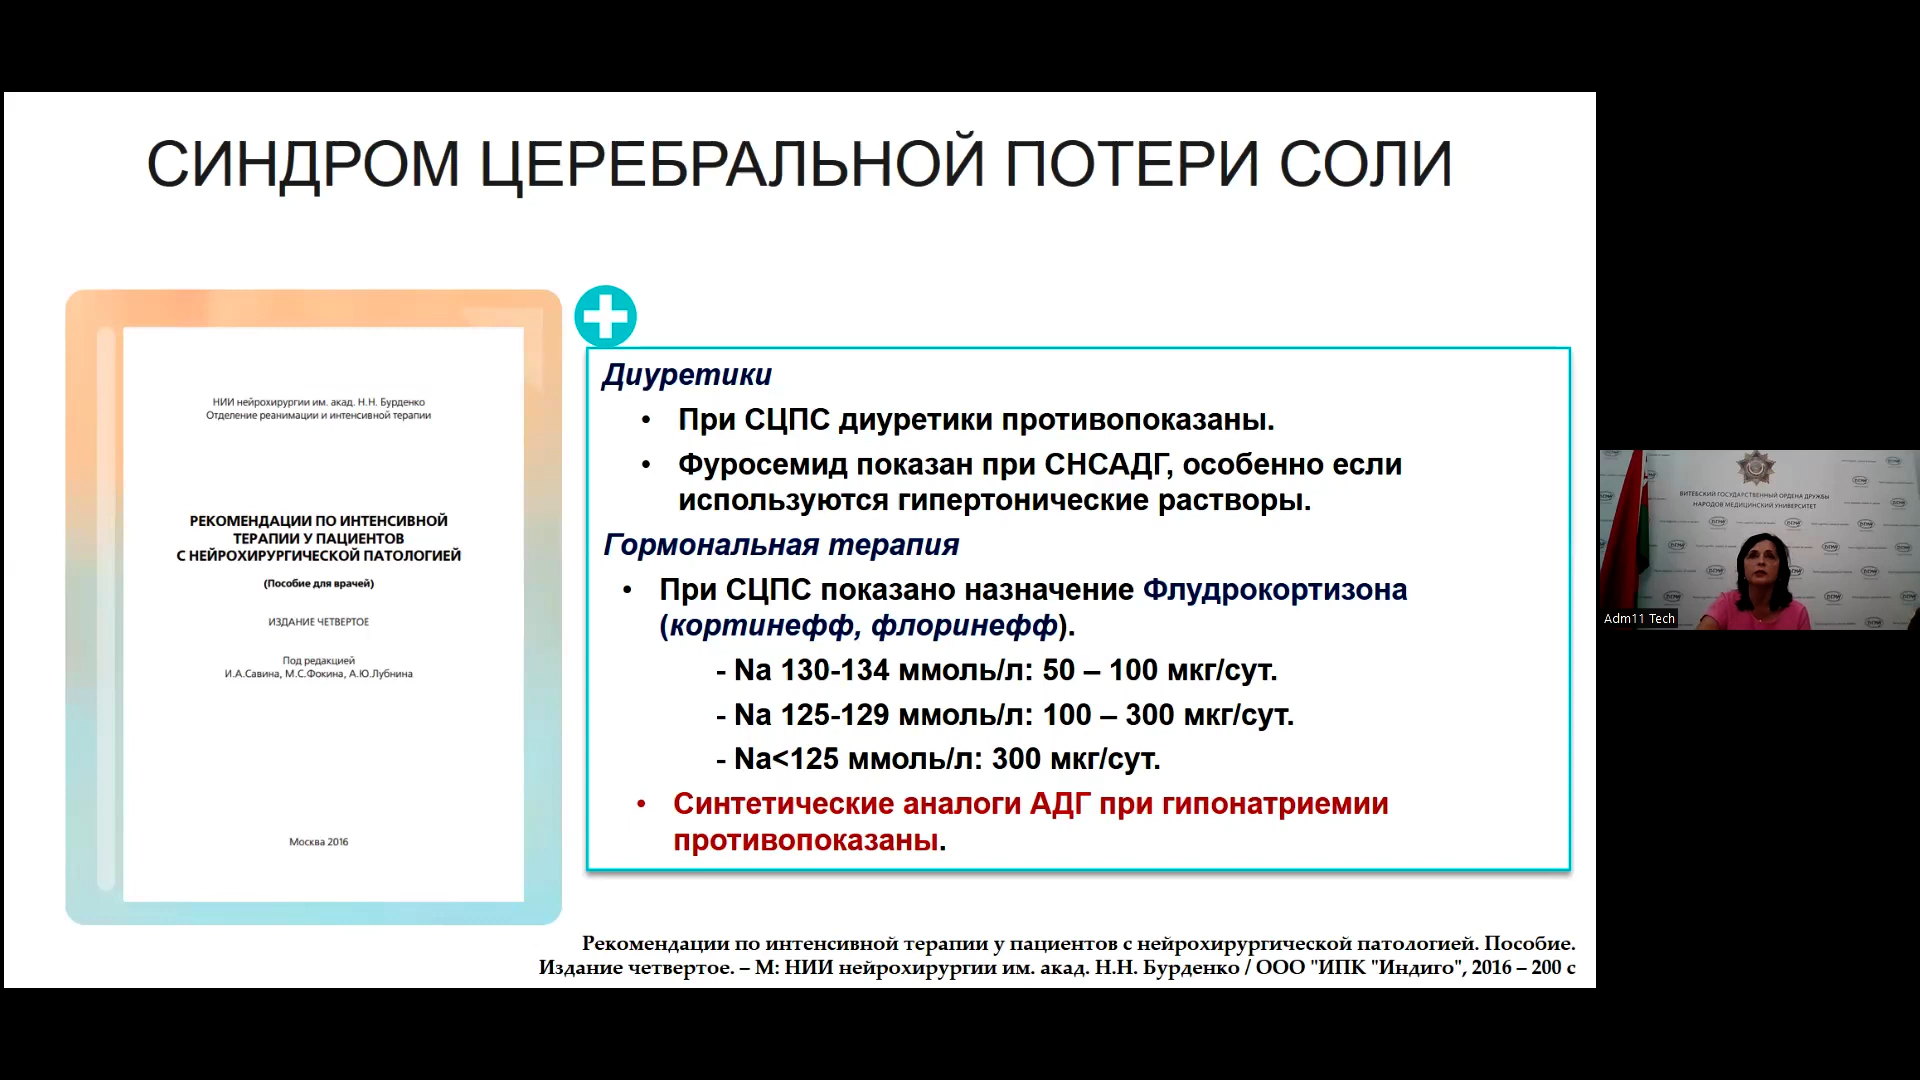 СИНДРОМ ЦЕРЕБРАЛЬНОЙ ПОТЕРИ СОЛИ
НИИ нейрохирургии им. акад. Н.Н. Бурденко
Отделение реанимации и интенсивной терапии
РЕКОМЕНДАЦИИ ПО ИНТЕНСИВНОЙ
ТЕРАПИИ У ПАЦИЕНТОВ
С НЕЙРОХИРУРГИЧЕСКОЙ ПАТОЛОГИЕЙ
(Пособие для врачей)
ИЗДАНИЕ ЧЕТВЕРТОЕ
Под редакцией
И.А.Савина, М.С.Фокина, А.Ю.Лубнина
Москва 2016
Диуретики
• При СЦПС диуретики противопоказаны.
• Фуросемид показан при СНСАДГ, особенно если
используются гипертонические растворы.
Гормональная терапия
• При СЦПС показано назначение Флудрокортизона
(кортинефф, флоринефф).
- Na 130-134 ммоль/л: 50 – 100 мкг/сут.
- Na 125-129 ммоль/л: 100 – 300 мкг/сут.
- Na<125 ммоль/л: 300 мкг/сут.
• Синтетические аналоги АДГ при гипонатриемии
противопоказаны.
Рекомендации по интенсивной терапии у пациентов с нейрохирургической патологией. Пособие.
Издание четвертое. – М: НИИ нейрохирургии им. акад. Н.Н. Бурденко / ООО "ИПК "Индиго", 2016 – 200 с
ВИТЕБСКИЙ ГОСУДАРСТВЕННЫЙ ОРДЕНА ДРУЖБЫ
НАРОДОВ МЕДИЦИНСКИЙ УНИВЕРСИТЕТ
Adm11 Tech